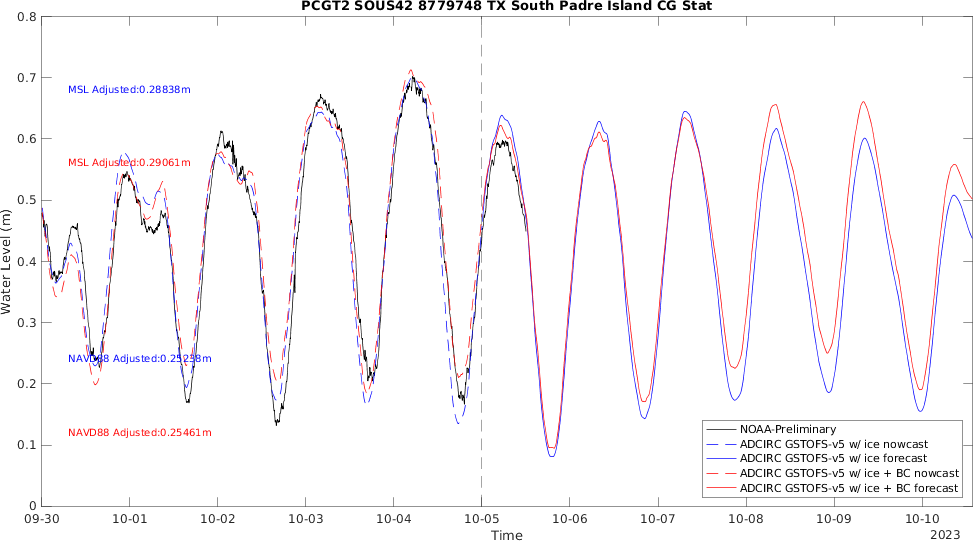 PCGT2 SOUS42 8779748 TX South Padre Island CG Stat
0.8
0.7
0.6
0.5
0.4
0.3
0.2
0.1
0
Water Level (m)
MSL Adjusted:0.28838m
MSL Adjusted:0.29061m
NAVD88 Adjusted:0.25238m
NAVD88 Adjusted:0.25461m
NOAA-Preliminary
ADCIRC GSTOFS-v5 w/ ice nowcast
ADCIRC GSTOFS-v5 w/ ice forecast
ADCIRC GSTOFS-v5 w/ ice + BC nowcast
ADCIRC GSTOFS-v5 w/ ice + BC forecast
09-30 10-01 10-02 10-03 10-04 10-05 10-06 10-07 10-08 10-09 10-10
Time
2023